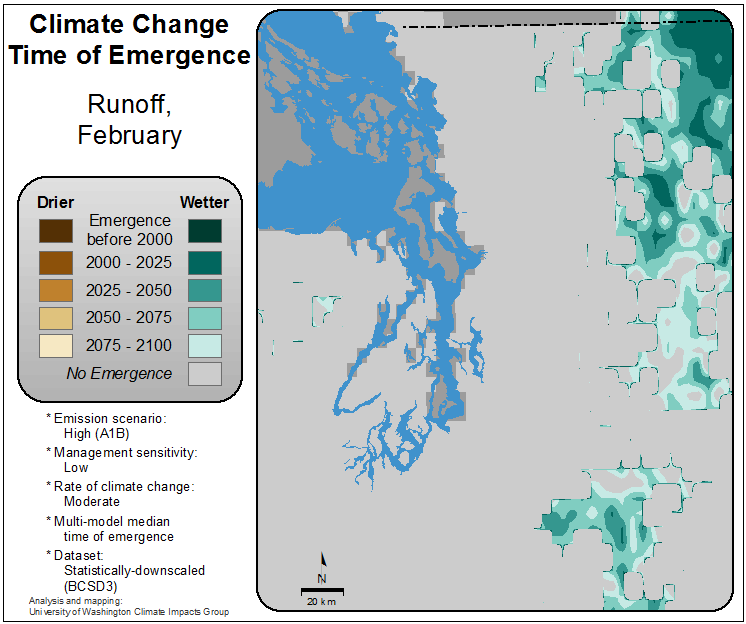 Climate Change
Time of Emergence
Runoff,
February
Drier Wetter
Emergence
before 2000
2000 - 2025
2025 - 2050
2050 - 2075
2075 - 2100
No Emergence
* Emission scenario:
High (A1B)
* Management sensitivity:
Low
* Rate of climate change:
Moderate
* Multi-model median
time of emergence
* Dataset:
Statistically-downscaled
(BCSD3)
Analysis and mapping:
University of Washington Climate Impacts Group
N
20 km